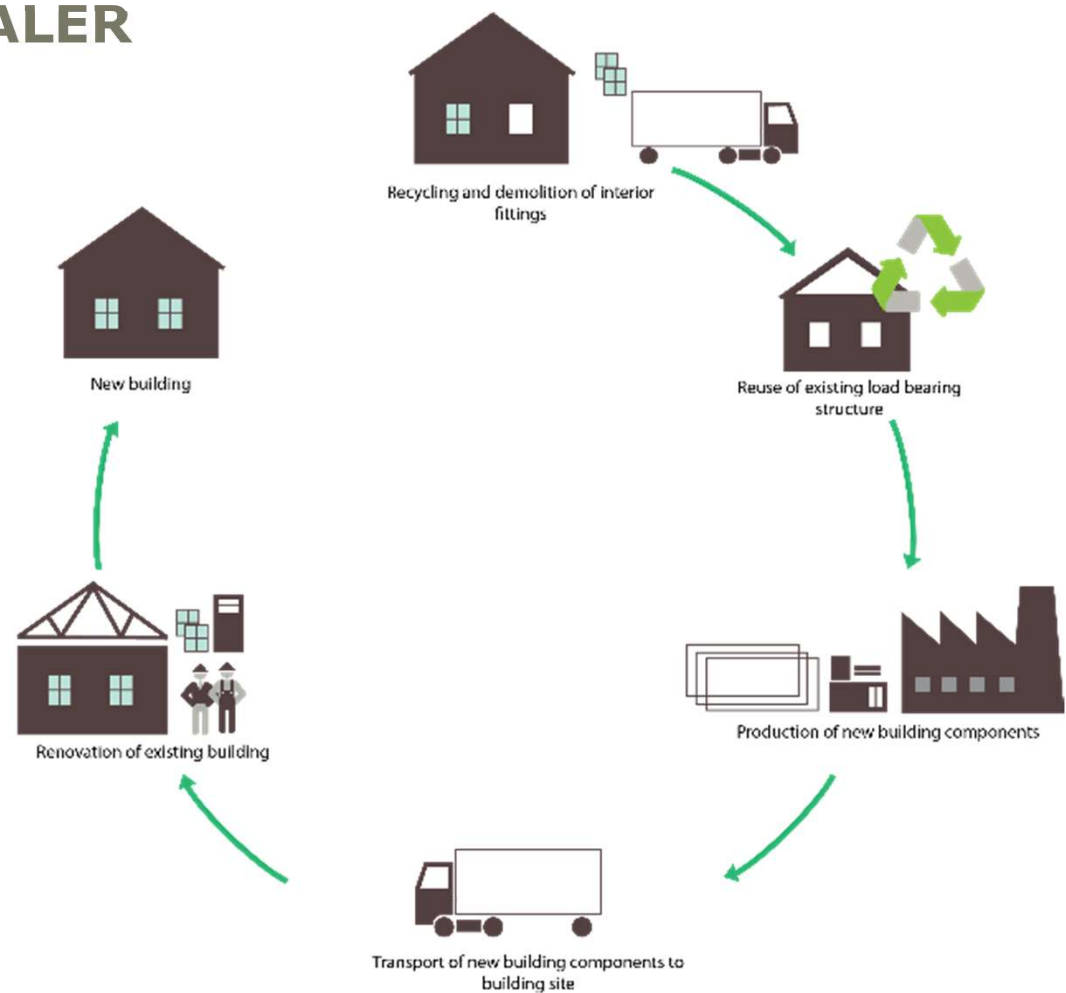 ALER
Recycling and demolition of interior
fittings
New building
Reuse of existing load bearing
structure
Renovation of existing building
Production of new building components
Transport of new building components to
building site